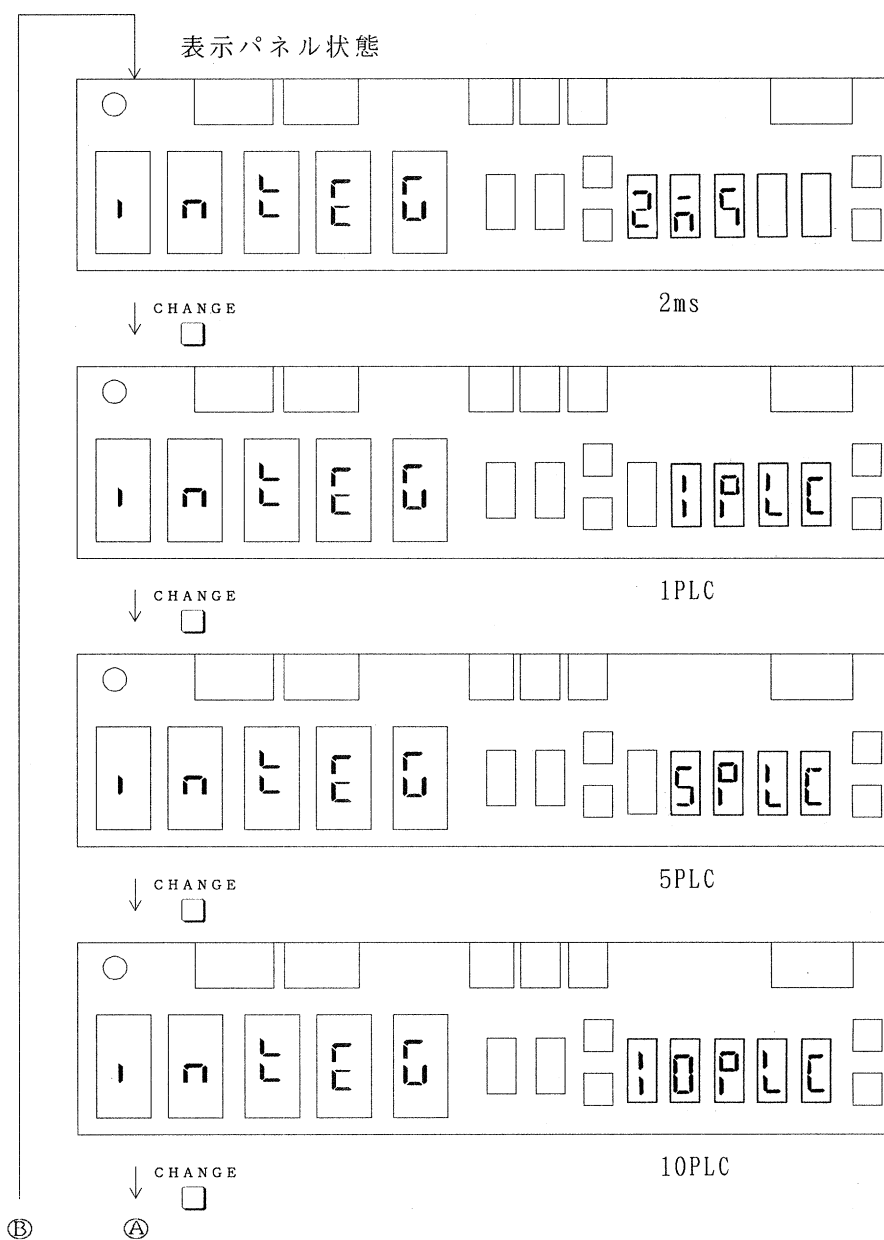 表示パネル状態
intEG 2mS
2ms
CHANGE
intEG 1PLC
1PLC
CHANGE
intEG 5PLC
5PLC
CHANGE
intEG 10PLC
10PLC
CHANGE
Ⓑ Ⓐ